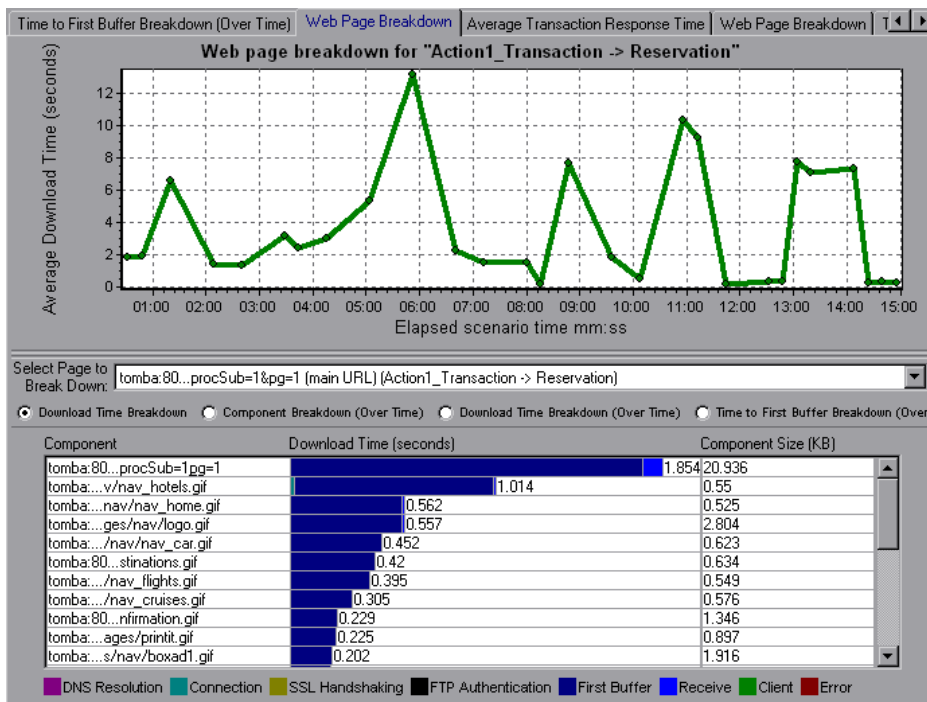 Time to First Buffer Breakdown (Over Time) Web Page Breakdown Average Transaction Response Time Web Page Breakdown
Web page breakdown for "Action1_Transaction -> Reservation"
Average Download Time (seconds)
12
10
8
6
4
2
0
01:00 02:00 03:00 04:00 05:00 06:00 07:00 08:00 09:00 10:00 11:00 12:00 13:00 14:00 15:00
Elapsed scenario time mm:ss
Select Page to
Break Down:
tomba:80...procSub=1&pg=1 (main URL) (Action1_Transaction -> Reservation)
Download Time Breakdown Component Breakdown (Over Time) Download Time Breakdown (Over Time) Time to First Buffer Breakdown (Over
Component Download Time (seconds) Component Size (KB)
tomba:80...procSub=1pg=1 1.854 20.936
tomba:...v/nav_hotels.gif 1.014 0.55
tomba:...nav/nav_home.gif 0.562 0.525
tomba:...ges/nav/logo.gif 0.557 2.804
tomba:.../nav/nav_car.gif 0.452 0.623
tomba:80...stinations.gif 0.42 0.634
tomba:.../nav_flights.gif 0.395 0.549
tomba:.../nav_cruises.gif 0.305 0.576
tomba:80...nfirmation.gif 0.229 1.346
tomba:...ages/printit.gif 0.225 0.897
tomba:...s/nav/boxad1.gif 0.202 1.916
DNS Resolution Connection SSL Handshaking FTP Authentication First Buffer Receive Client Error